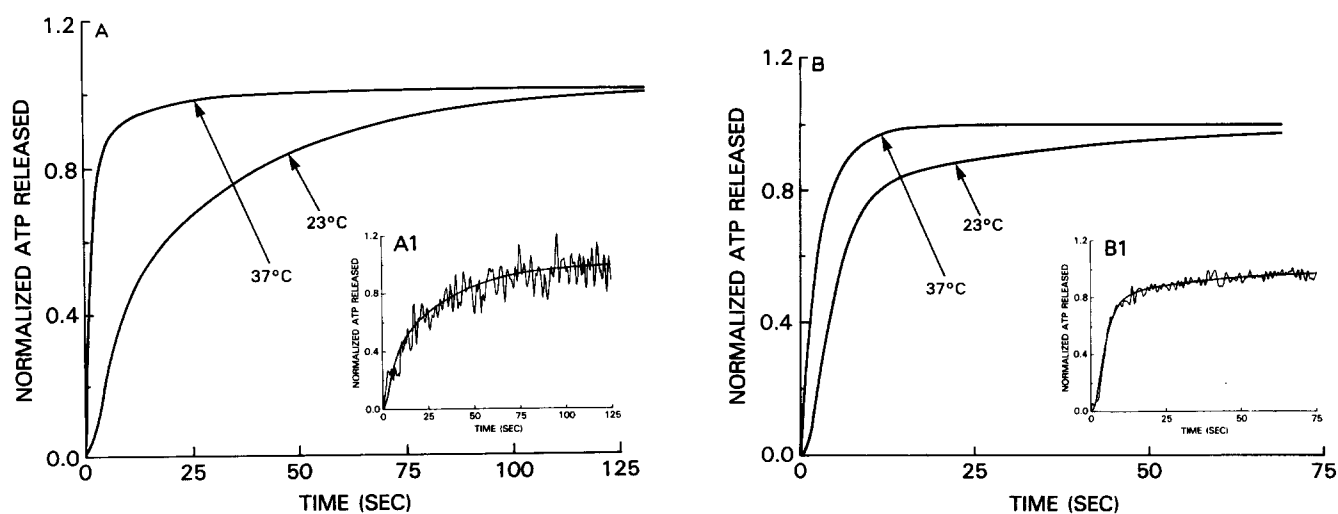 A
NORMALIZED ATP RELEASED
1.2
0.8
0.4
0.0
0
25
50
75
100
125
TIME (SEC)
37°C
23°C
A1
NORMALIZED ATP RELEASED
1.2
0.8
0.4
0.0
0
25
50
75
100
125
TIME (SEC)
B
NORMALIZED ATP RELEASED
1.2
0.8
0.4
0.0
0
25
50
75
TIME (SEC)
23°C
37°C
B1
NORMALIZED ATP RELEASED
1.2
0.8
0.4
0.0
0
25
50
75
TIME (SEC)